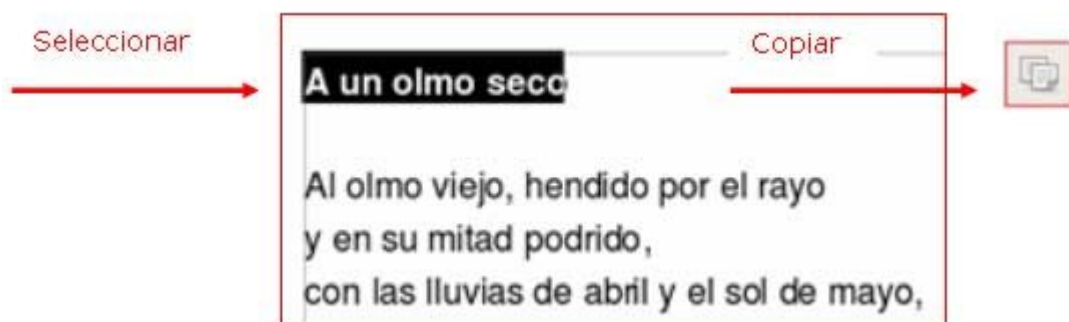 Seleccionar
Copiar
A un olmo seco
Al olmo viejo, hendido por el rayo
y en su mitad podrido,
con las lluvias de abril y el sol de mayo,